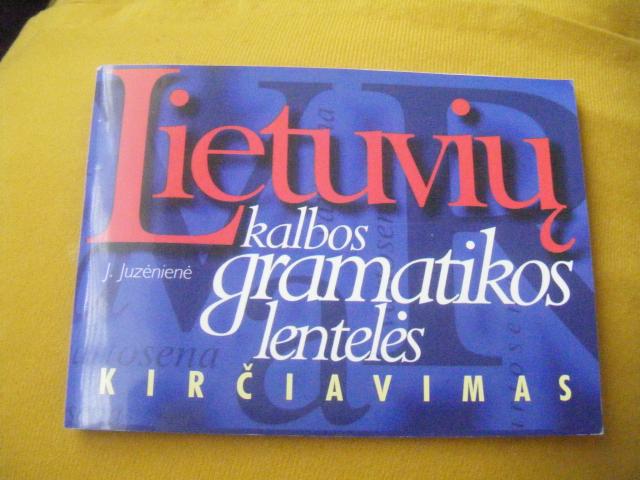 Lietuvių
kalbos
J. Juzėnienė
gramatikos
lentelės
KIRČIAVIMAS